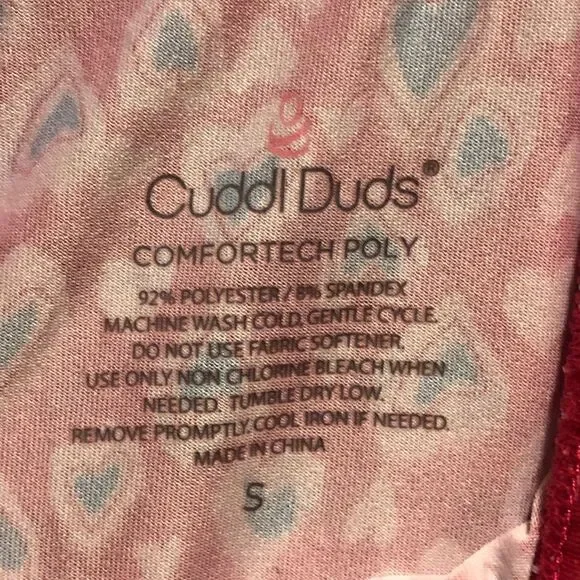 Cuddl Duds®
COMFORTECH POLY
92% POLYESTER / 8% SPANDEX
MACHINE WASH COLD. GENTLE CYCLE.
DO NOT USE FABRIC SOFTENER.
USE ONLY NON CHLORINE BLEACH WHEN
NEEDED. TUMBLE DRY LOW.
REMOVE PROMPTLY. COOL IRON IF NEEDED.
MADE IN CHINA
S